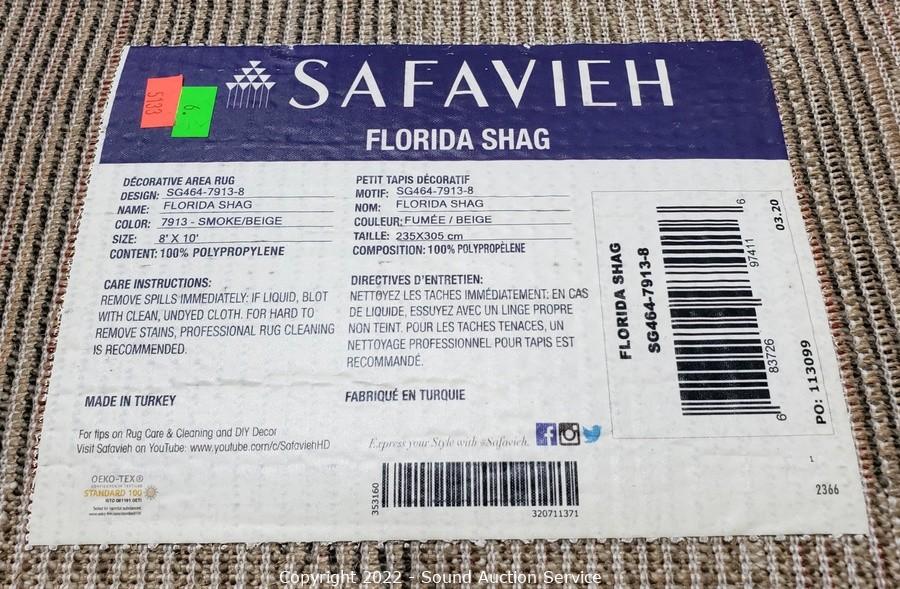 SAFAVIEH
FLORIDA SHAG
5133
DÉCORATIVE AREA RUG
DESIGN: SG464-7913-8
NAME: FLORIDA SHAG
COLOR: 7913 - SMOKE/BEIGE
SIZE: 8' X 10'
CONTENT: 100% POLYPROPYLENE
CARE INSTRUCTIONS:
REMOVE SPILLS IMMEDIATELY: IF LIQUID, BLOT
WITH CLEAN, UNDYED CLOTH. FOR HARD TO
REMOVE STAINS, PROFESSIONAL RUG CLEANING
IS RECOMMENDED.
MADE IN TURKEY
For tips on Rug Care & Cleaning and DIY Decor
Visit Safavieh on YouTube: www.youtube.com/c/SafaviehHD
OEKO-TEX®
STANDARD 100
PETIT TAPIS DÉCORATIF
MOTIF: SG464-7913-8
NOM: FLORIDA SHAG
COULEUR: FUMÉE / BEIGE
TAILLE: 235X305 cm
COMPOSITION: 100% POLYPROPÉLENE
DIRECTIVES D'ENTRETIEN:
NETTOYEZ LES TACHES IMMÉDIATEMENT: EN CAS
DE LIQUIDE, ESSUYEZ AVEC UN LINGE PROPRE
NON TEINT. POUR LES TACHES TENACES, UN
NETTOYAGE PROFESSIONNEL POUR TAPIS EST
RECOMMANDÉ.
FABRIQUÉ EN TURQUIE
Express your Style with @Safavieh.
353160
320711371
FLORIDA SHAG
SG464-7913-8
6 83726 97411 6
03.20
PO: 113099
1
2366
Copyright 2022 - Sound Auction Service